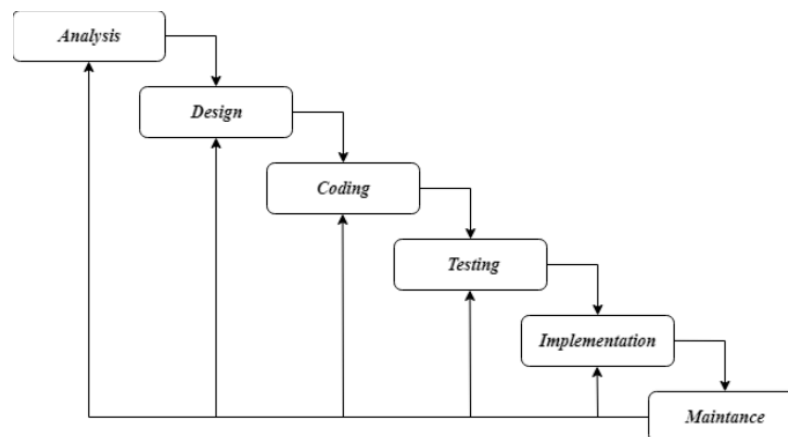 Analysis
Design
Coding
Testing
Implementation
Maintance